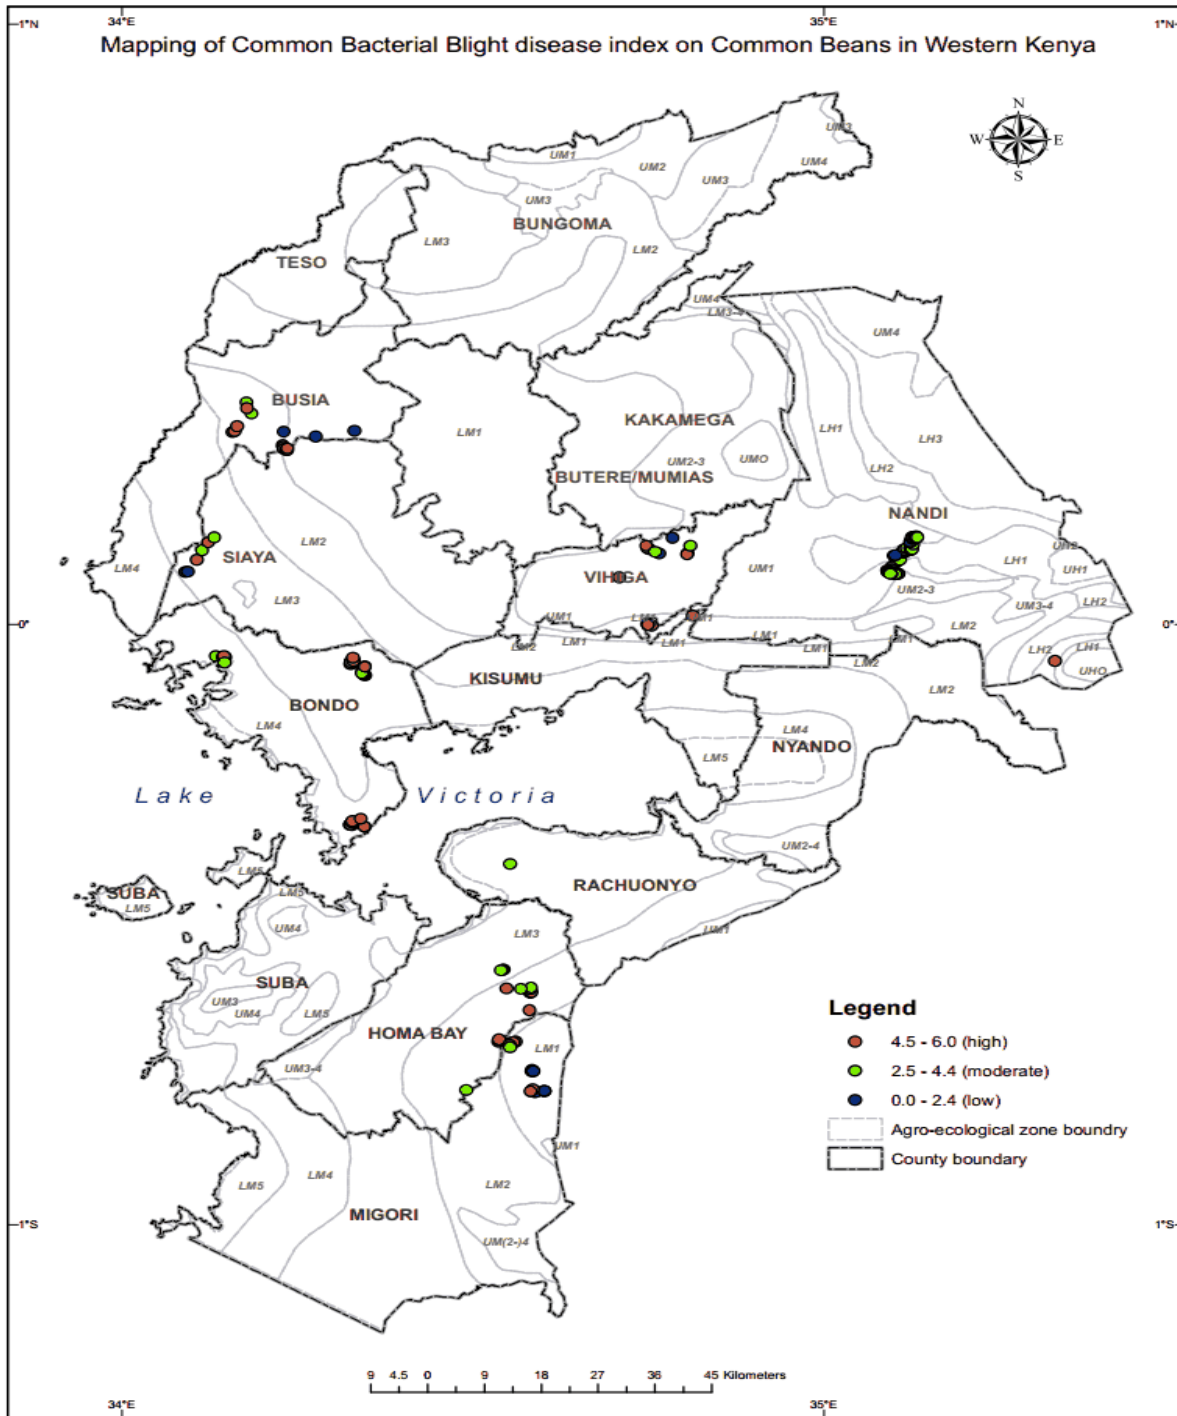 34°E 35°E
1°N 1°N
Mapping of Common Bacterial Blight disease index on Common Beans in Western Kenya
N
W E
S
UM3
UM1
UM2
UM4
UM3
UM3
BUNGOMA
LM3
LM2
TESO
UM4
LM3-4
UM4
BUSIA
KAKAMEGA
LM1
LH1
LH3
UM2-3
UMO
LH2
BUTERE/MUMIAS
NANDI
LM2
UH2
SIAYA
LM4
VIHIGA
UM1
LH1
UH1
UM2-3
LM3
UM3-4
LH2
UM1
LM1
0° 0°
LM2
LM1
LM1
LM1
LM1
LM2
LM1
LH2
LH1
LM2
UHO
KISUMU
LM2
BONDO
LM4
LM4
NYANDO
LM5
Lake Victoria
UM2-4
LM5
SUBA
LM5
LM5
RACHUONYO
UM4
UM1
LM3
SUBA
UM3
UM4
LM5
Legend
HOMA BAY
4.5 - 6.0 (high)
LM1
UM3-4
2.5 - 4.4 (moderate)
0.0 - 2.4 (low)
Agro-ecological zone boundry
UM1
County boundary
LM4
LM5
LM2
MIGORI
1°S 1°S
UM(2-)4
9 4.5 0 9 18 27 36 45 Kilometers
34°E 35°E